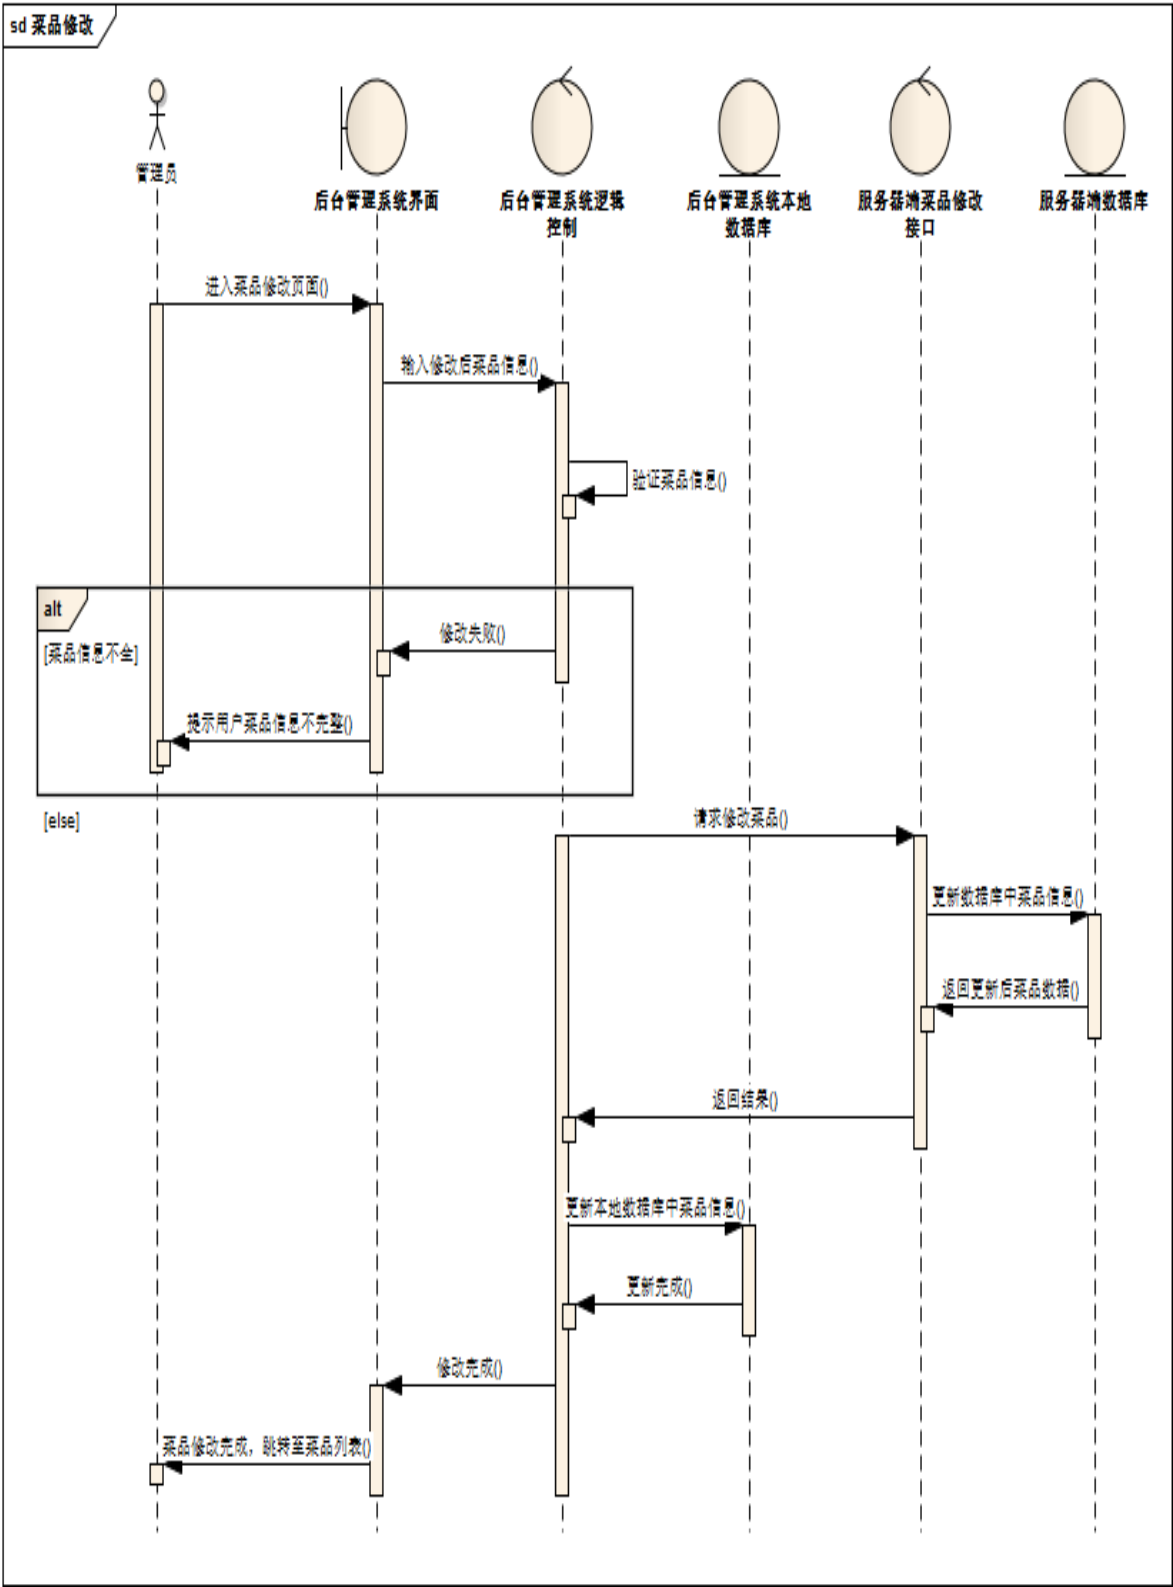 sd 菜品修改
管理员
后台管理系统界面
后台管理系统逻辑
控制
后台管理系统本地
数据库
服务器端菜品修改
接口
服务器端数据库
进入菜品修改页面()
输入修改后菜品信息()
验证菜品信息()
alt
[菜品信息不全]
修改失败()
提示用户菜品信息不完整()
[else]
请求修改菜品()
更新数据库中菜品信息()
返回更新后菜品数据()
返回结果()
更新本地数据库中菜品信息()
更新完成()
修改完成()
菜品修改完成，跳转至菜品列表()